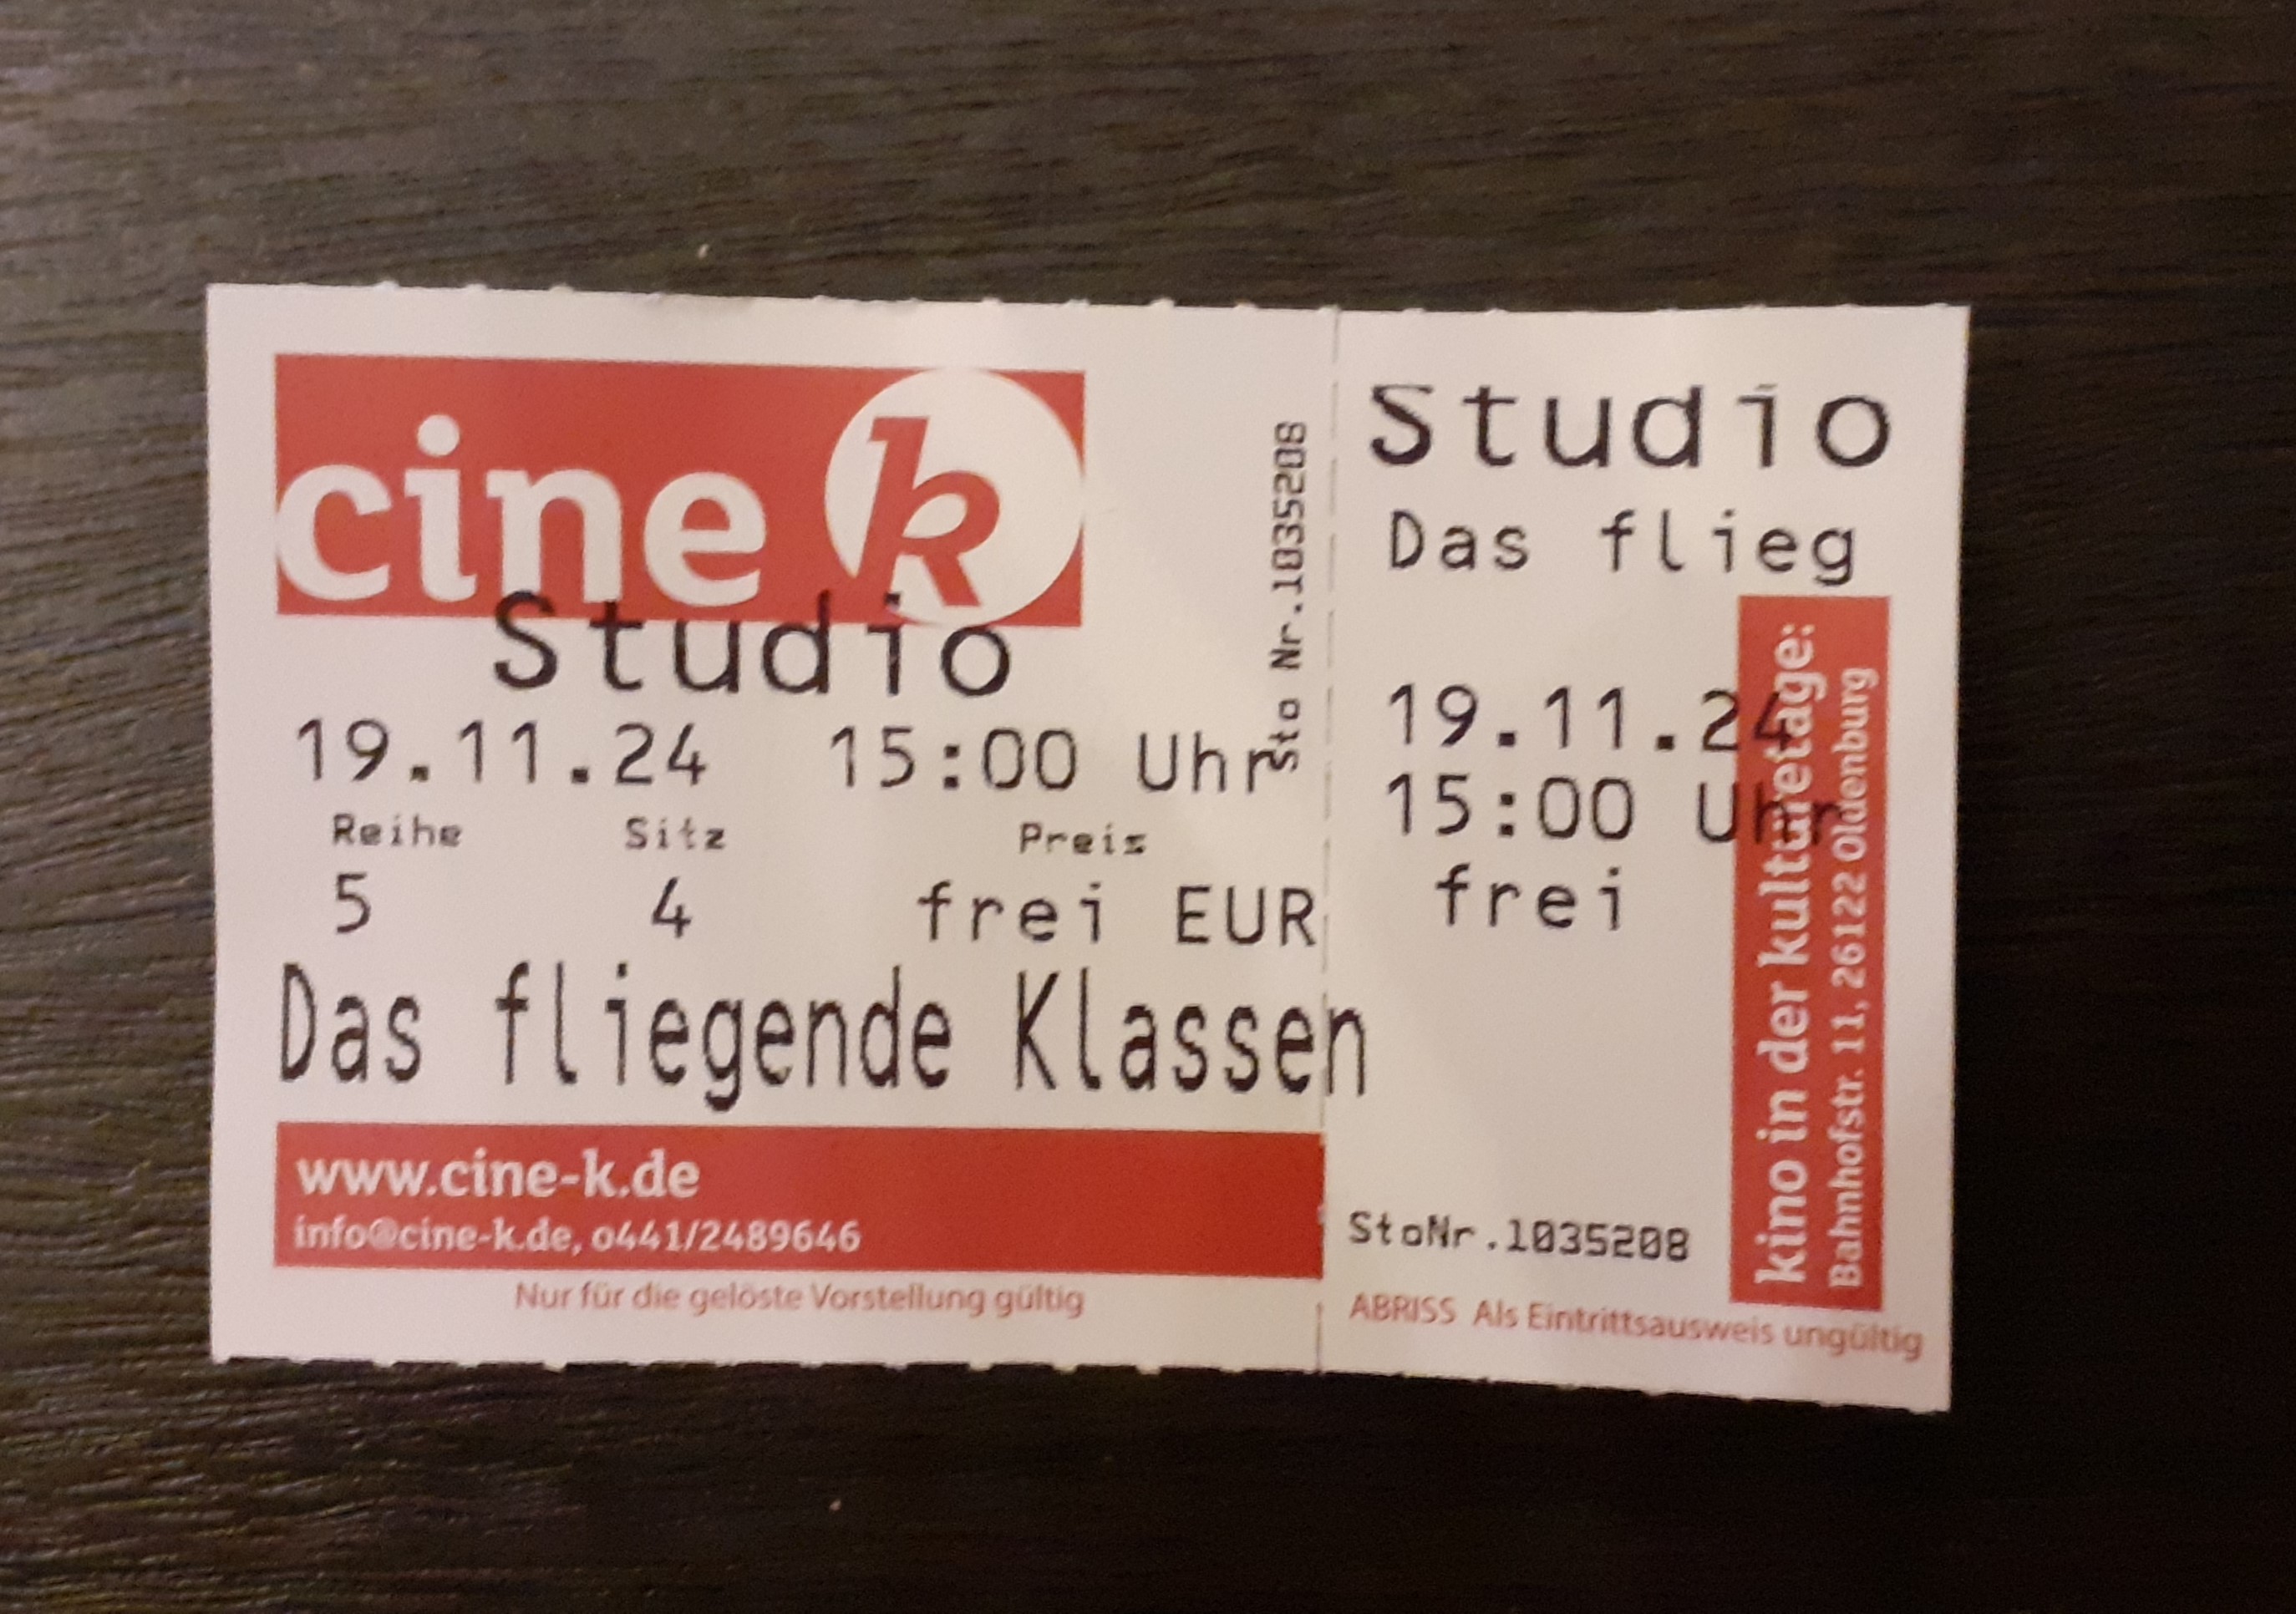 cine k
Studio
19.11.24 15:00 Uhr
Reihe Sitz Preis
5 4 frei EUR
Das fliegende Klassen
www.cine-k.de
info@cine-k.de, 0441/2489646
Nur für die gelöste Vorstellung gültig
Sto Nr.1035208
Studio
Das flieg
19.11.24
15:00 Uhr
frei
StoNr.1035208
kino in der kulturetage:
Bahnhofstr. 11, 26122 Oldenburg
ABRISS Als Eintrittsausweis ungültig